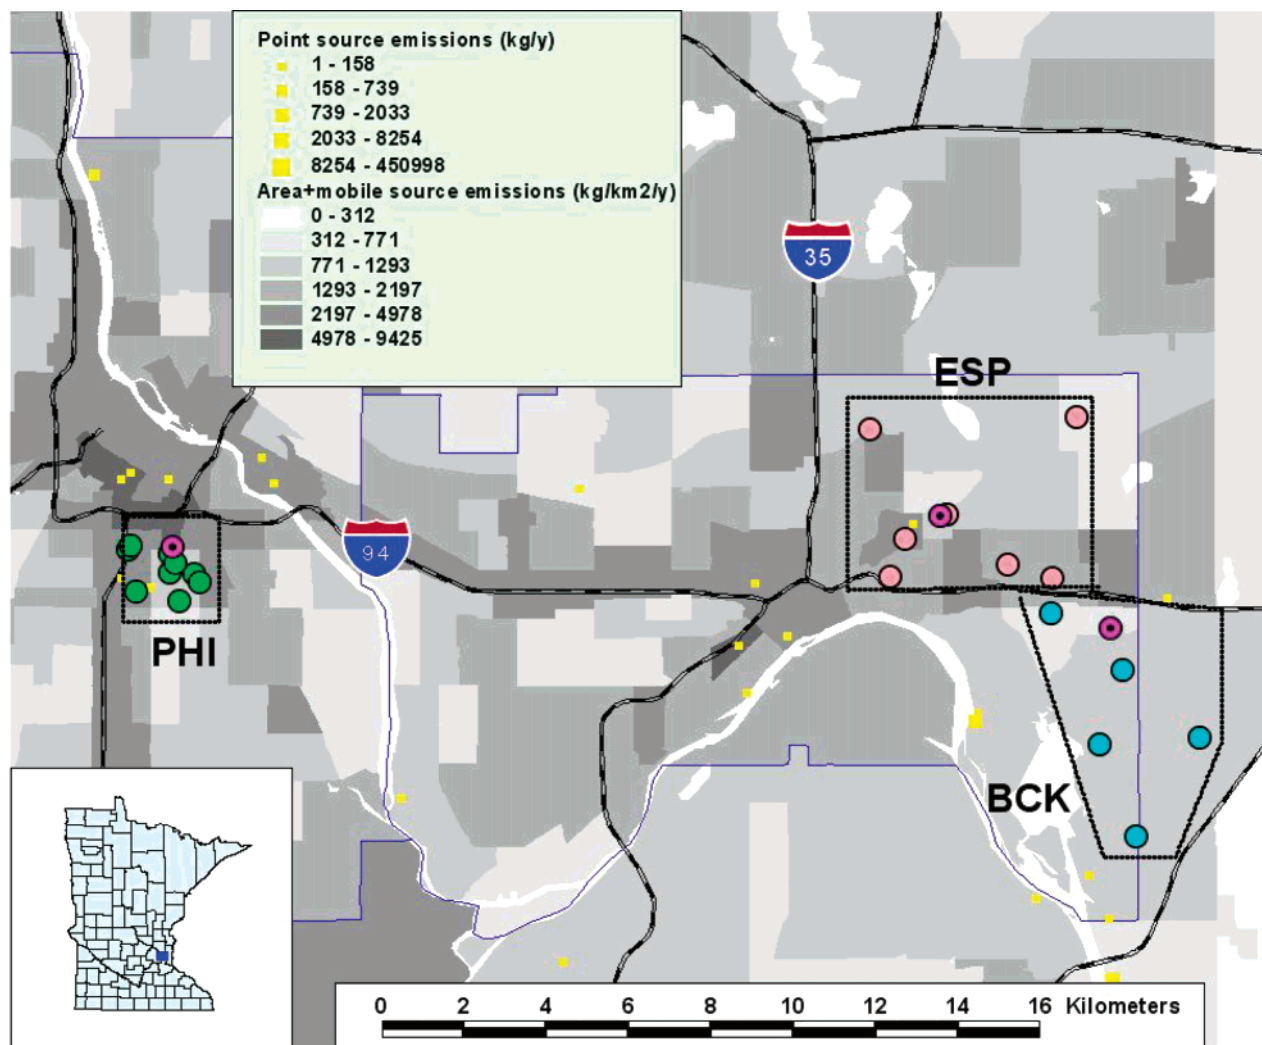 Point source emissions (kg/y)
1 - 158
158 - 739
739 - 2033
2033 - 8254
8254 - 450998
Area+mobile source emissions (kg/km2/y)
0 - 312
312 - 771
771 - 1293
1293 - 2197
2197 - 4978
4978 - 9425
35
ESP
94
PHI
BCK
0 2 4 6 8 10 12 14 16 Kilometers